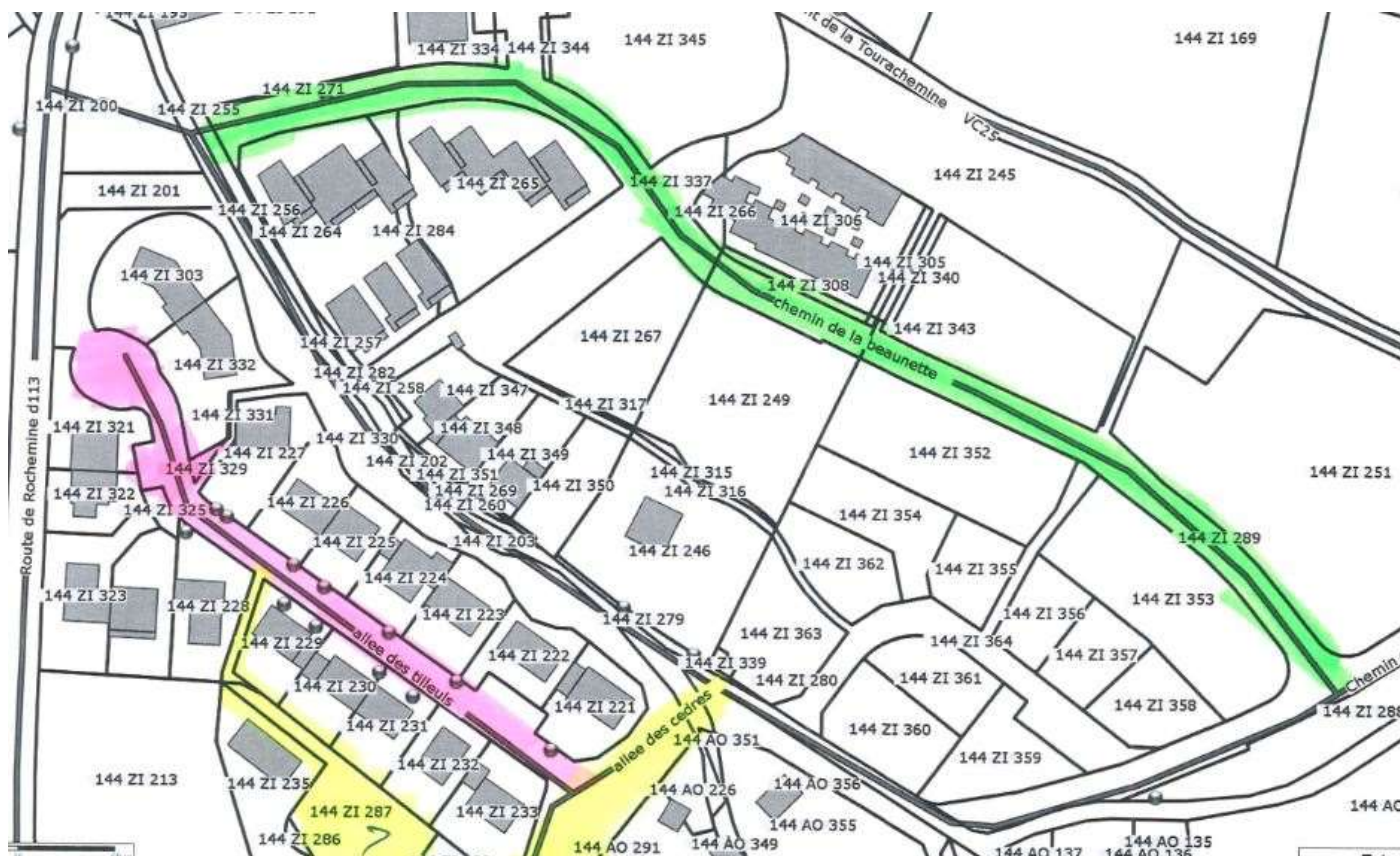 144 ZI 334
144 ZI 344
144 ZI 345
144 ZI 169
144 ZI 271
144 ZI 200
144 ZI 255
de la Tourachemine
VC25
144 ZI 201
144 ZI 256
144 ZI 264
144 ZI 284
144 ZI 265
144 ZI 337
144 ZI 266
144 ZI 306
144 ZI 245
144 ZI 305
144 ZI 340
144 ZI 308
144 ZI 343
chemin de la beaunette
144 ZI 303
144 ZI 332
144 ZI 257
144 ZI 282
144 ZI 258
144 ZI 267
144 ZI 347
144 ZI 317
144 ZI 249
Route de Rochemine d113
144 ZI 321
144 ZI 331
144 ZI 227
144 ZI 330
144 ZI 348
144 ZI 349
144 ZI 202
144 ZI 351
144 ZI 269
144 ZI 260
144 ZI 350
144 ZI 315
144 ZI 316
144 ZI 352
144 ZI 251
144 ZI 329
144 ZI 322
144 ZI 325
144 ZI 226
144 ZI 225
144 ZI 203
144 ZI 246
144 ZI 354
144 ZI 289
144 ZI 224
144 ZI 362
144 ZI 355
144 ZI 323
144 ZI 228
144 ZI 223
144 ZI 279
144 ZI 356
144 ZI 353
144 ZI 229
allee des tilleuls
144 ZI 222
144 ZI 363
144 ZI 364
144 ZI 357
144 ZI 339
144 ZI 280
144 ZI 361
144 ZI 230
144 ZI 221
144 ZI 231
allee des cedres
144 ZI 358
Chemin
144 ZI 288
144 ZI 360
144 AO 351
144 ZI 359
144 ZI 232
144 ZI 213
144 ZI 235
144 AO 226
144 AO 356
144 ZI 287
144 ZI 233
144 AO 355
144 ZI 286
144 AO 291
144 AO 349
144 AO 137
144 AO 135
144 AO 136